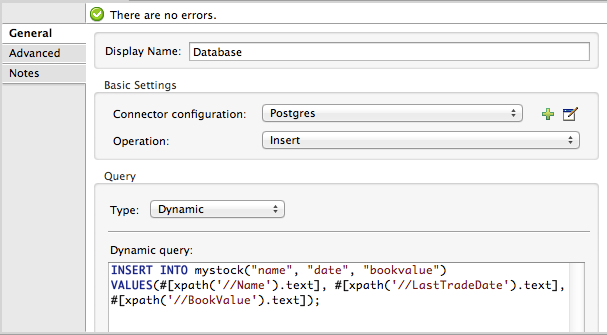 There are no errors.
General
Advanced
Notes
Display Name: Database
Basic Settings
Connector configuration: Postgres
Operation: Insert
Query
Type: Dynamic
Dynamic query:
INSERT INTO mystock("name", "date", "bookvalue")
VALUES(#[xpath('//Name').text], #[xpath('//LastTradeDate').text],
#[xpath('//BookValue').text]);